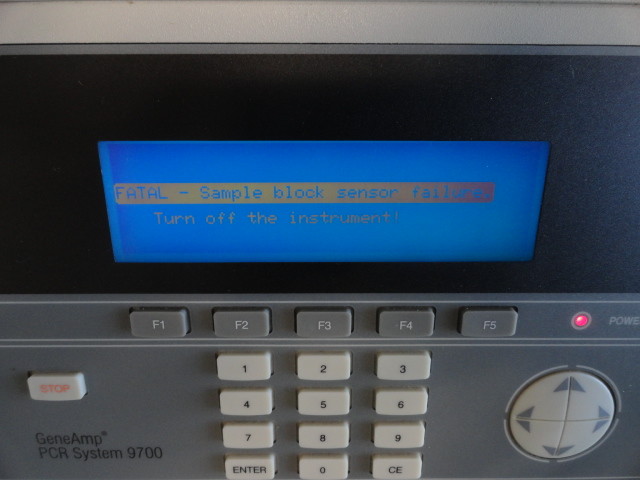 FATAL - Sample block sensor failure.
Turn off the instrument!
F1 F2 F3 F4 F5
POWE
1 2 3
STOP
4 5 6
7 8 9
GeneAmp®
PCR System 9700
ENTER 0 CE